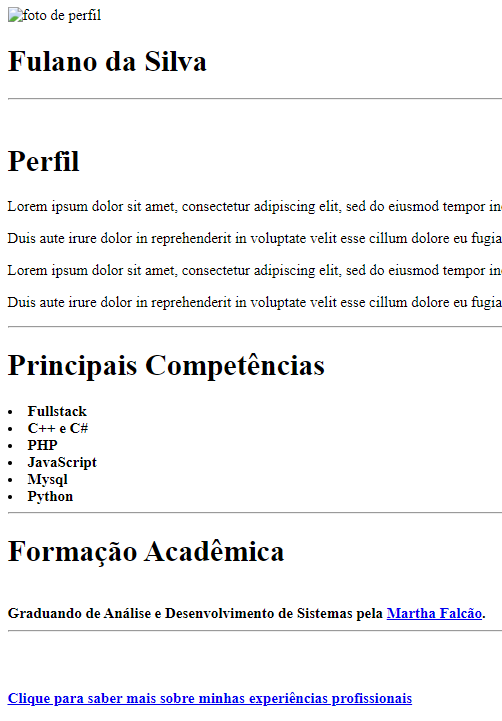 foto de perfil
Fulano da Silva
Perfil
Lorem ipsum dolor sit amet, consectetur adipiscing elit, sed do eiusmod tempor
Duis aute irure dolor in reprehenderit in voluptate velit esse cillum dolore eu
Lorem ipsum dolor sit amet, consectetur adipiscing elit, sed do eiusmod tempor
Duis aute irure dolor in reprehenderit in voluptate velit esse cillum dolore eu
Principais Competências
• Fullstack
• C++ e C#
• PHP
• JavaScript
• Mysql
• Python
Formação Acadêmica
Graduando de Análise e Desenvolvimento de Sistemas pela Martha Falcão.
Clique para saber mais sobre minhas experiências profissionais